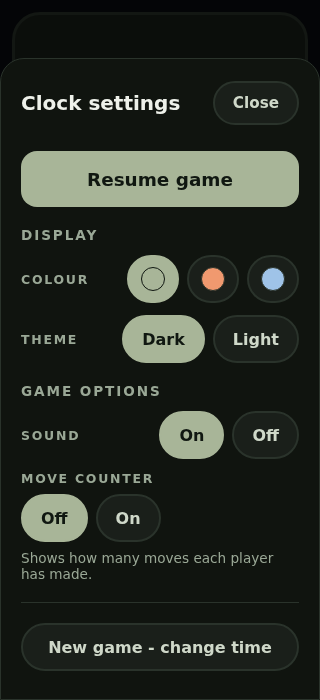 Clock settings
Close
Resume game
DISPLAY
COLOUR
THEME
Dark
Light
GAME OPTIONS
SOUND
On
Off
MOVE COUNTER
Off
On
Shows how many moves each player
has made.
New game - change time